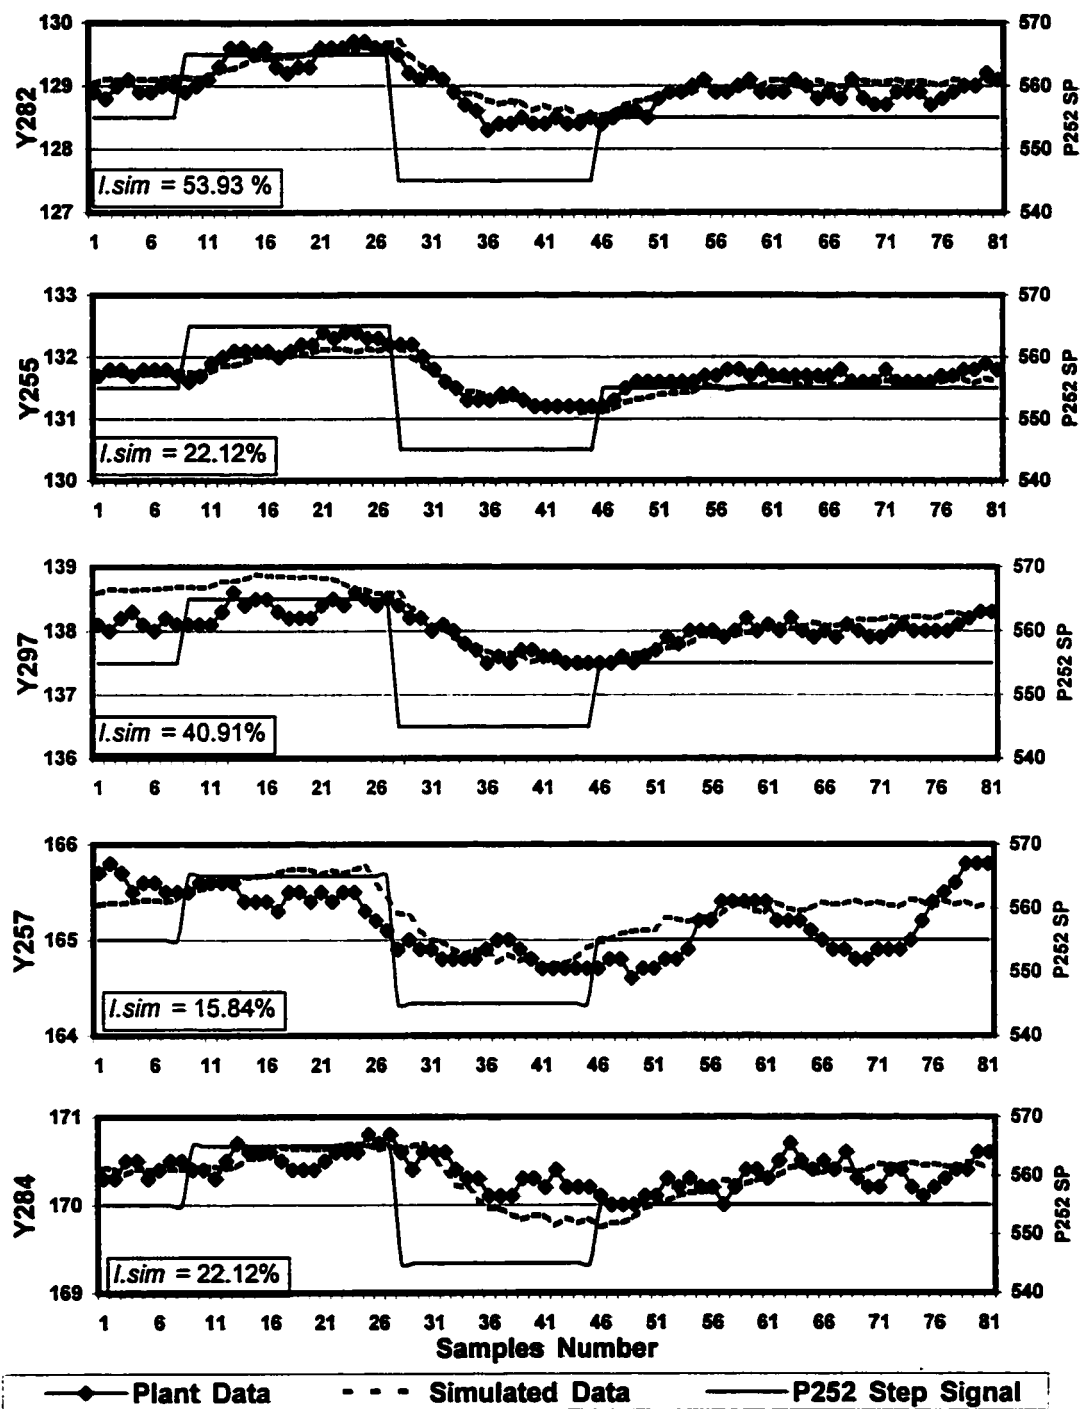 130 570
129 560
128 550
127 540
Y282
P252 SP
I.sim = 53.93 %
1 6 11 16 21 26 31 36 41 46 51 56 61 66 71 76 81
133 570
132 560
131 550
130 540
Y255
P252 SP
I.sim = 22.12%
1 6 11 16 21 26 31 36 41 46 51 56 61 66 71 76 81
139 570
138 560
137 550
136 540
Y297
P252 SP
I.sim = 40.91%
1 6 11 16 21 26 31 36 41 46 51 56 61 66 71 76 81
166 570
560
165
550
164 540
Y257
P252 SP
I.sim = 15.84%
1 6 11 16 21 26 31 36 41 46 51 56 61 66 71 76 81
171 570
560
170
550
169 540
Y284
P252 SP
I.sim = 22.12%
1 6 11 16 21 26 31 36 41 46 51 56 61 66 71 76 81
Samples Number
Plant Data Simulated Data P252 Step Signal